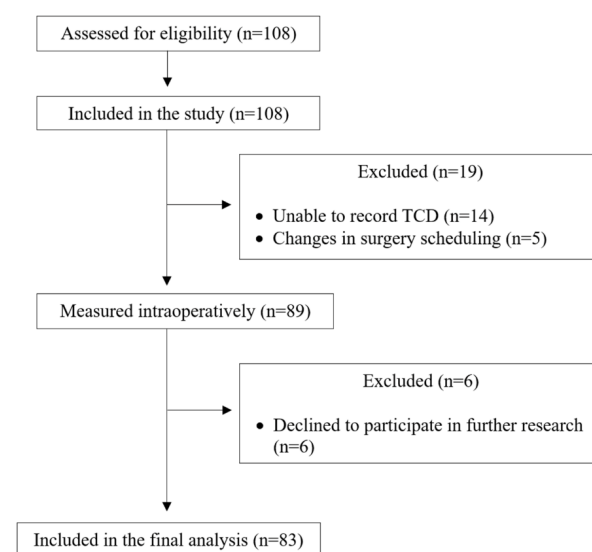 Assessed for eligibility (n=108)
Included in the study (n=108)
Excluded (n=19)
• Unable to record TCD (n=14)
• Changes in surgery scheduling (n=5)
Measured intraoperatively (n=89)
Excluded (n=6)
• Declined to participate in further research
(n=6)
Included in the final analysis (n=83)